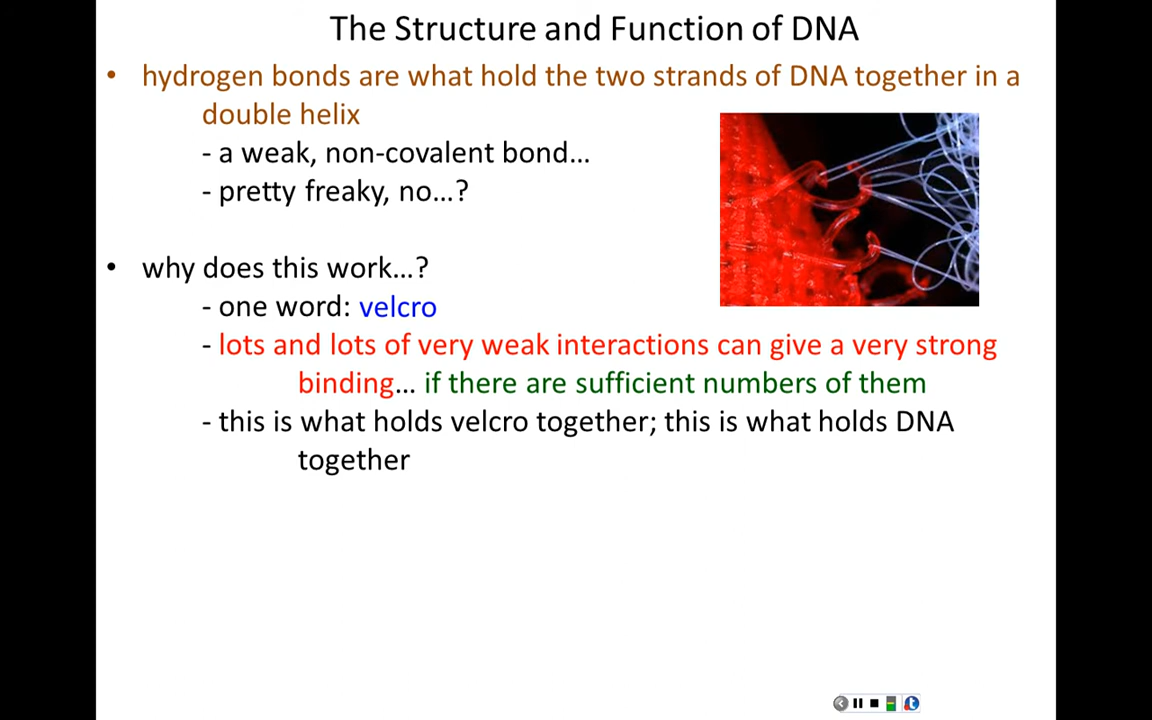 The Structure and Function of DNA
• hydrogen bonds are what hold the two strands of DNA together in a
double helix
- a weak, non-covalent bond…
- pretty freaky, no…?
• why does this work…?
- one word: velcro
- lots and lots of very weak interactions can give a very strong
binding… if there are sufficient numbers of them
- this is what holds velcro together; this is what holds DNA
together